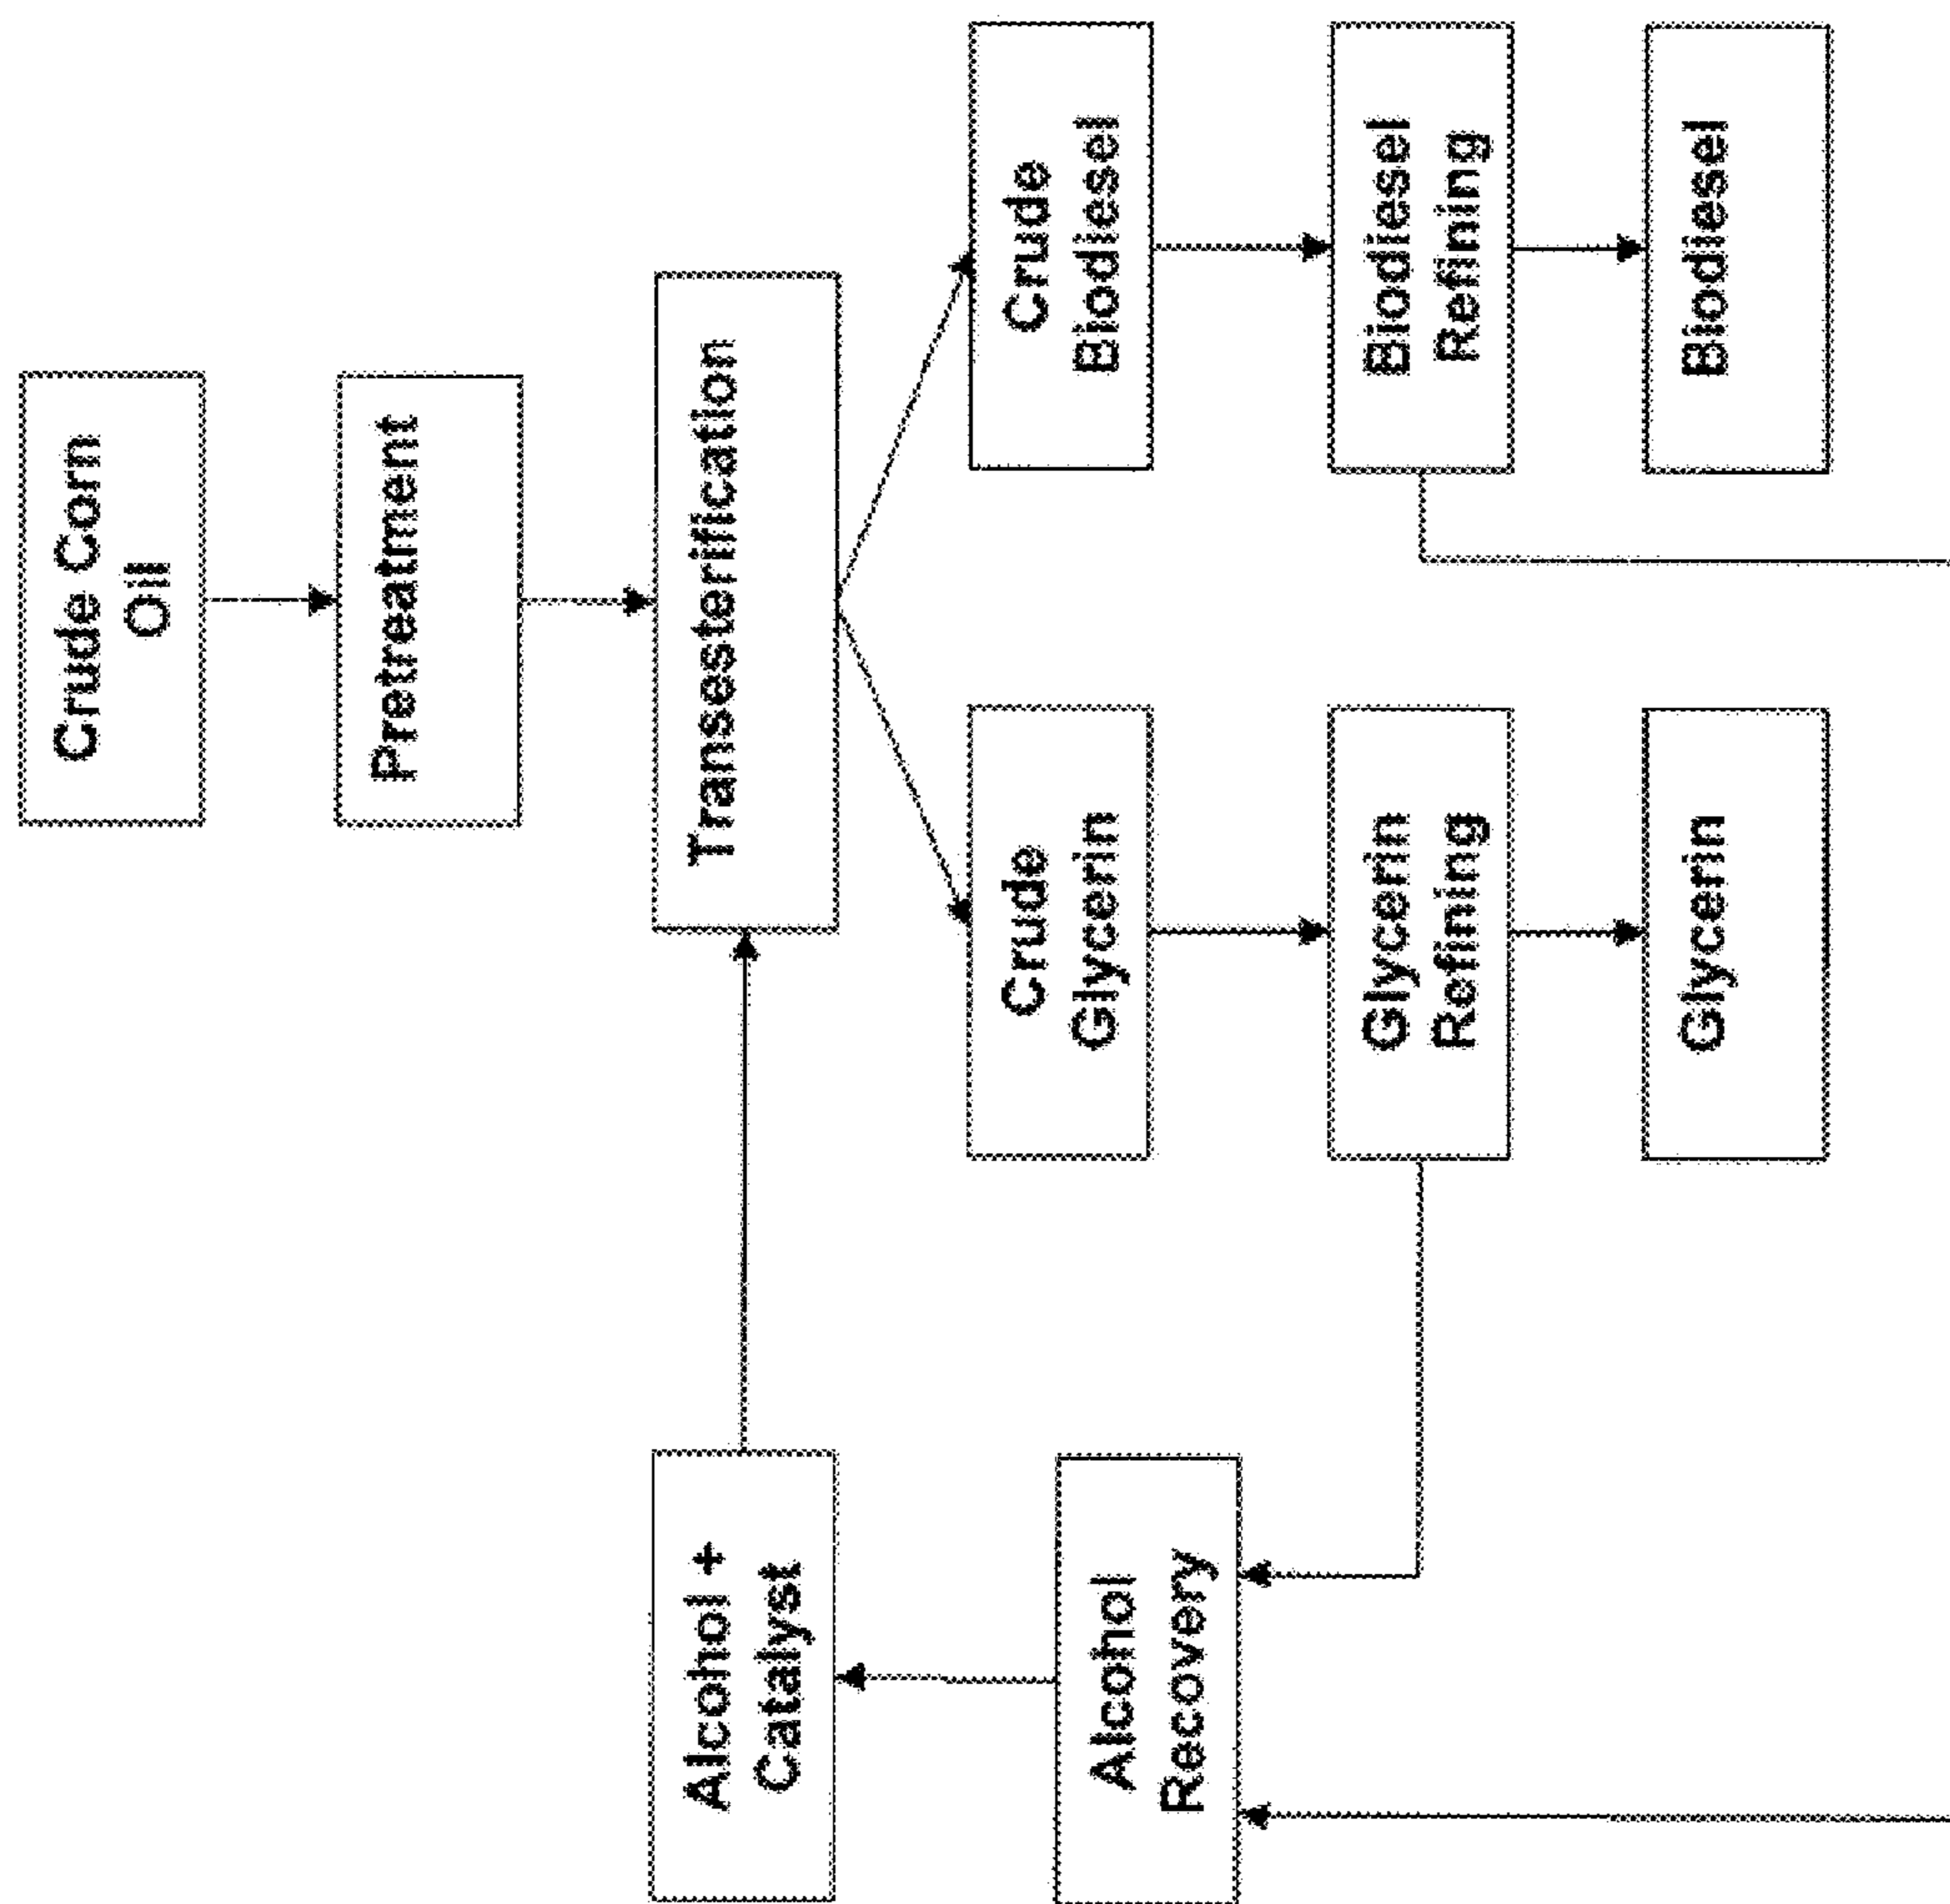 Crude Corn
Oil
Pretreatment
Transesterification
Alcohol +
Catalyst
Crude
Glycerin
Crude
Biodiesel
Alcohol
Recovery
Glycerin
Refining
Biodiesel
Refining
Glycerin
Biodiesel